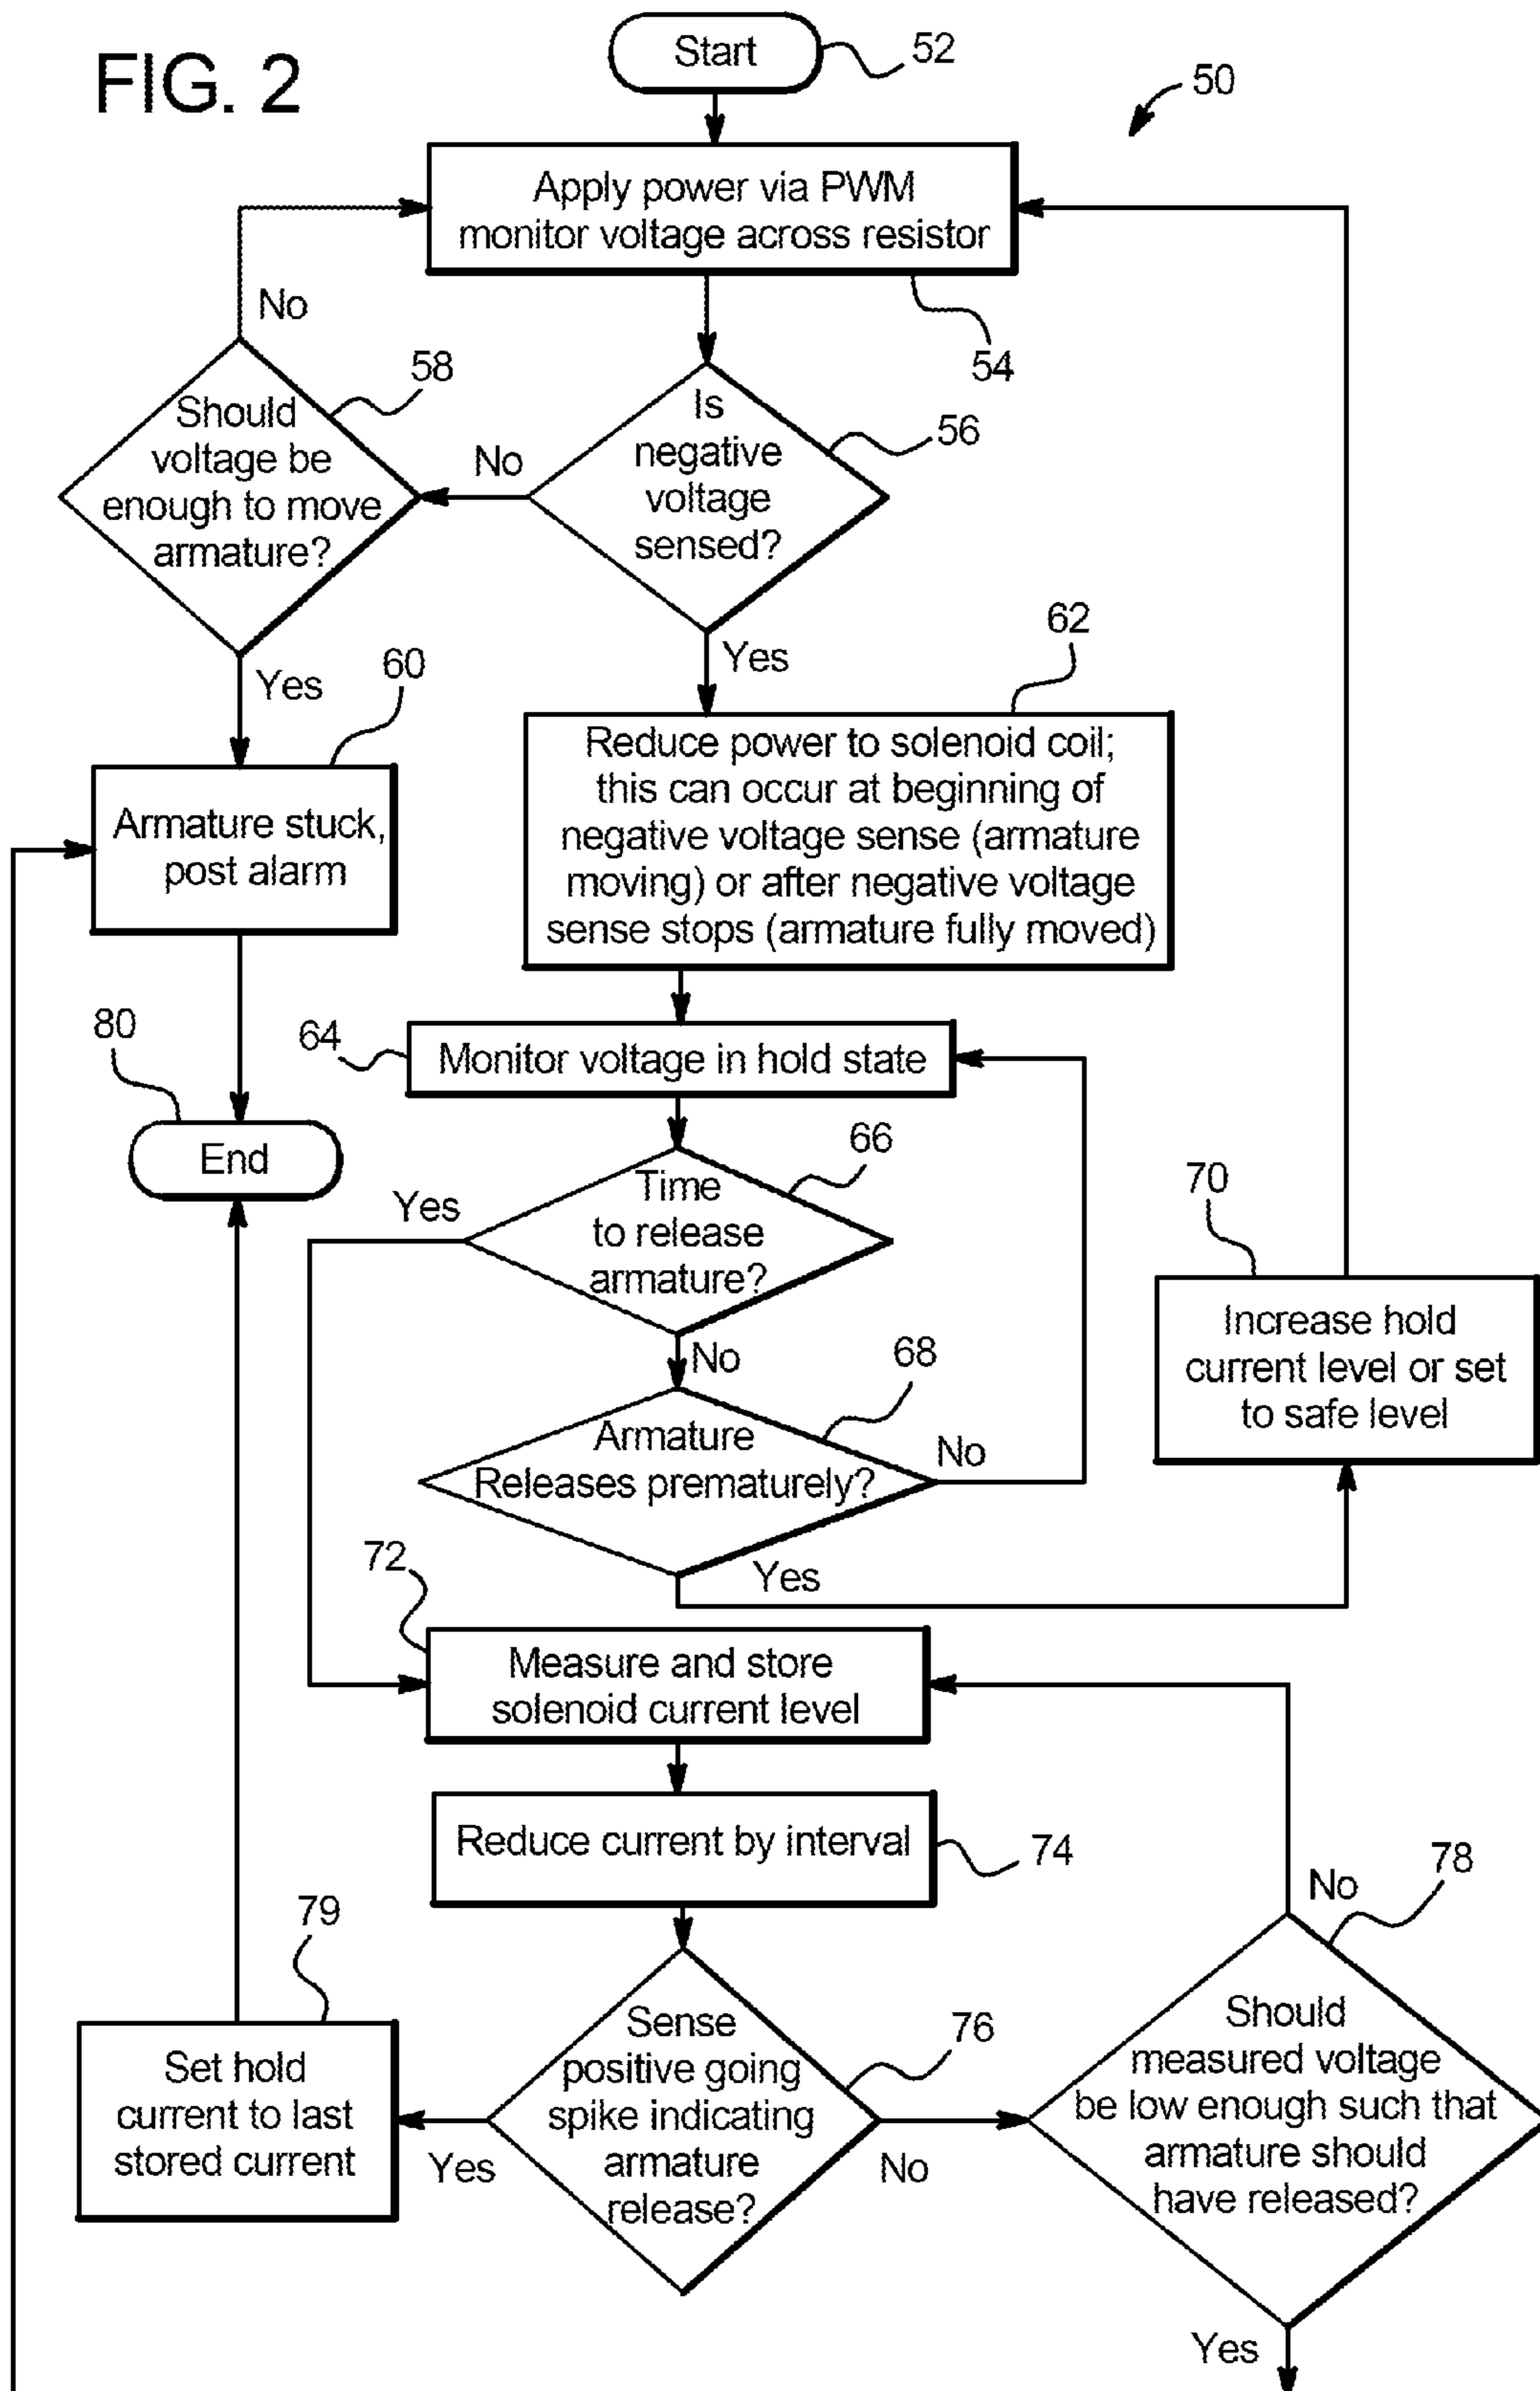 FIG. 2
Start
52
50
Apply power via PWM
monitor voltage across resistor
54
No
58
Should
voltage be
enough to move
armature?
No
Is
negative
voltage
sensed?
56
Yes
60
Yes
62
Armature stuck,
post alarm
Reduce power to solenoid coil;
this can occur at beginning of
negative voltage sense (armature
moving) or after negative voltage
sense stops (armature fully moved)
80
End
64
Monitor voltage in hold state
66
Time
to release
armature?
Yes
No
68
Armature
Releases prematurely?
No
Yes
70
Increase hold
current level or set
to safe level
72
Measure and store
solenoid current level
Reduce current by interval
74
79
Set hold
current to last
stored current
Yes
Sense
positive going
spike indicating
armature
release?
76
No
No
78
Should
measured voltage
be low enough such that
armature should
have released?
Yes